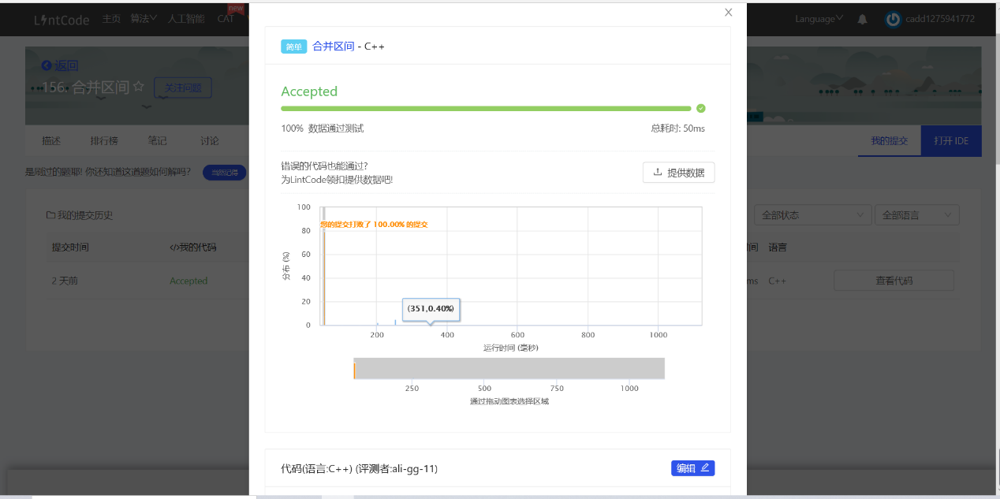 LintCode 主页 算法 人工智能 CAT new Language cadd1275941772
返回
156. 合并区间 关注问题
描述 排行榜 笔记 讨论 我的提交 打开 IDE
是刷过的题耶! 你还知道这道题如何解吗? 当然记得
我的提交历史 全部状态 全部语言
提交时间 </>我的代码 间 语言
2 天前 Accepted ms C++ 查看代码
简单 合并区间 - C++
Accepted
100% 数据通过测试 总耗时: 50ms
错误的代码也能通过?
为LintCode领扣提供数据吧!
提供数据
100
您的提交打败了 100.00% 的提交
80
60
40
20
0
分布 (%)
(351,0.40%)
200 400 600 800 1000
运行时间 (毫秒)
250 500 750 1000
通过拖动图表选择区域
代码(语言:C++) (评测者:ali-gg-11) 编辑